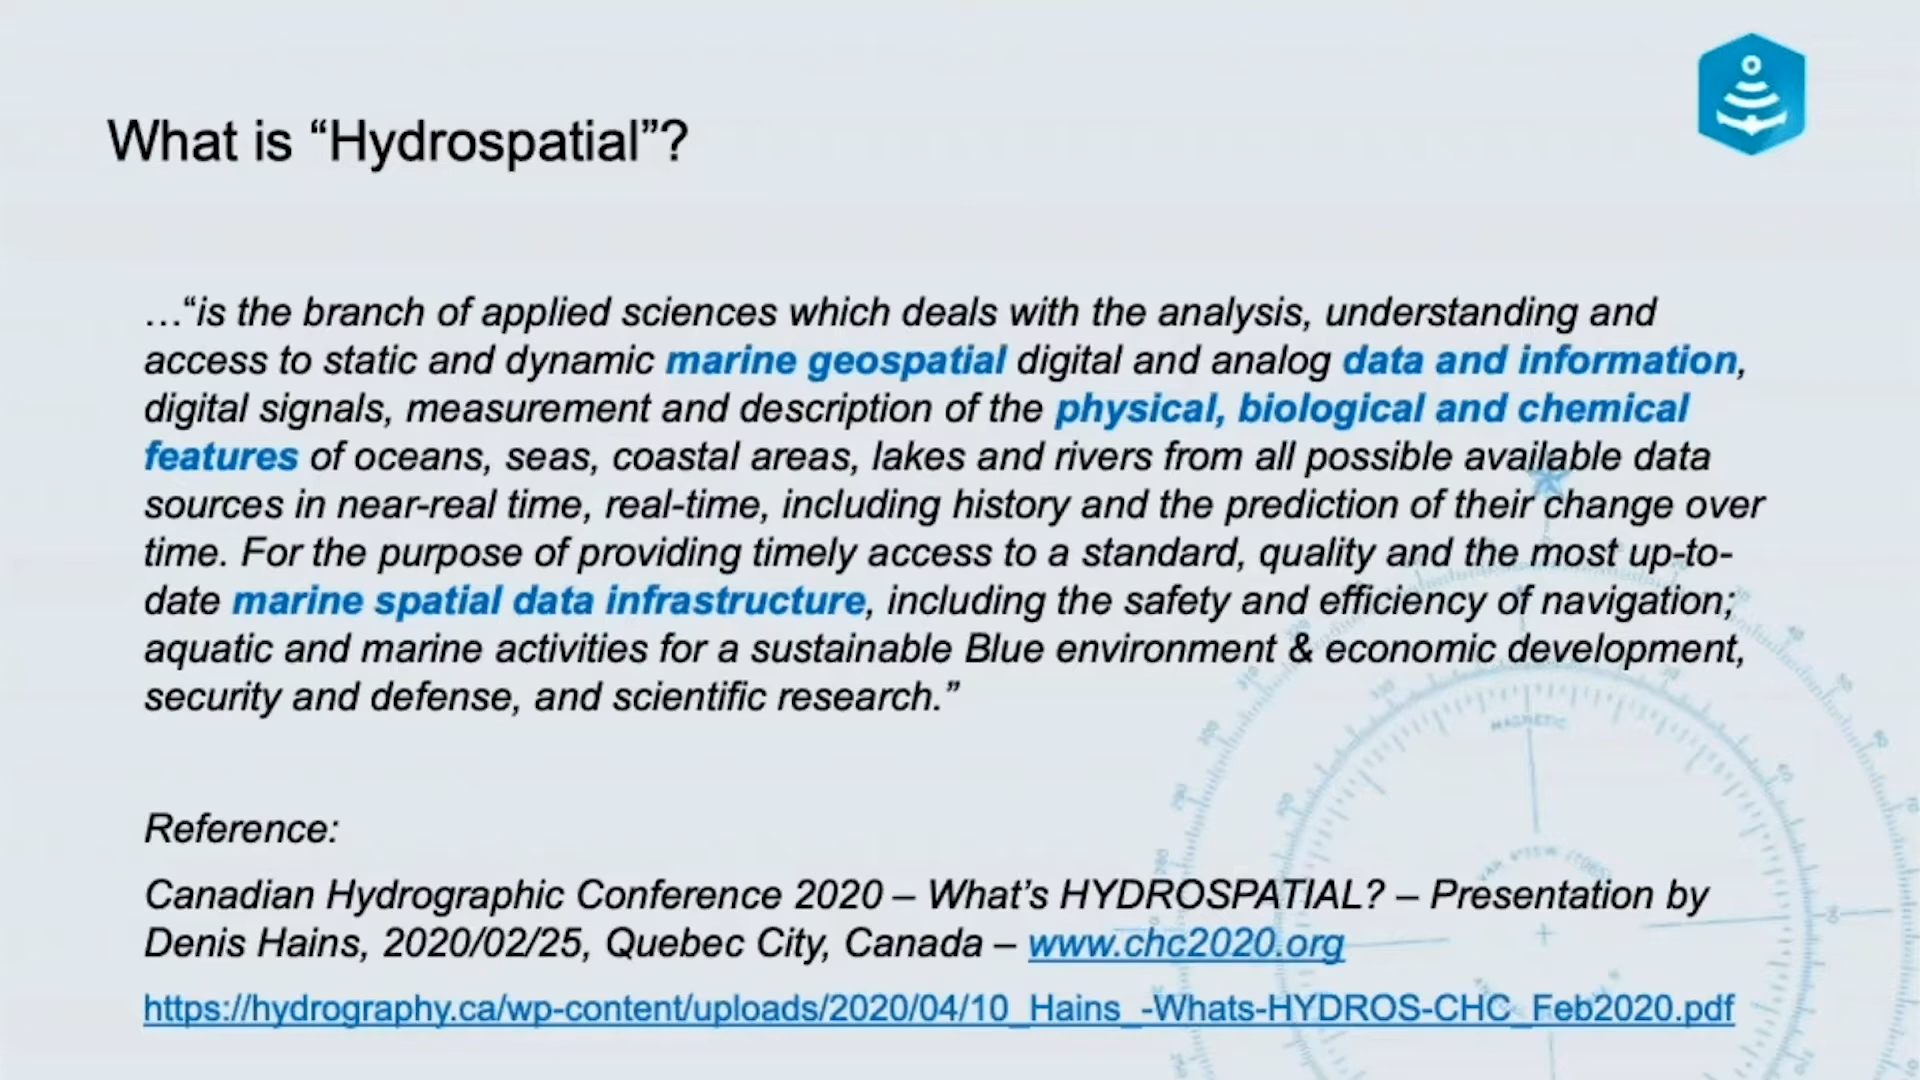 What is “Hydrospatial”?
…“is the branch of applied sciences which deals with the analysis, understanding and
access to static and dynamic marine geospatial digital and analog data and information,
digital signals, measurement and description of the physical, biological and chemical
features of oceans, seas, coastal areas, lakes and rivers from all possible available data
sources in near-real time, real-time, including history and the prediction of their change over
time. For the purpose of providing timely access to a standard, quality and the most up-to-
date marine spatial data infrastructure, including the safety and efficiency of navigation;
aquatic and marine activities for a sustainable Blue environment & economic development,
security and defense, and scientific research.”
MAGNETIC
Reference:
Canadian Hydrographic Conference 2020 – What’s HYDROSPATIAL? – Presentation by
Denis Hains, 2020/02/25, Quebec City, Canada – www.chc2020.org
https://hydrography.ca/wp-content/uploads/2020/04/10_Hains_-Whats-HYDROS-CHC_Feb2020.pdf